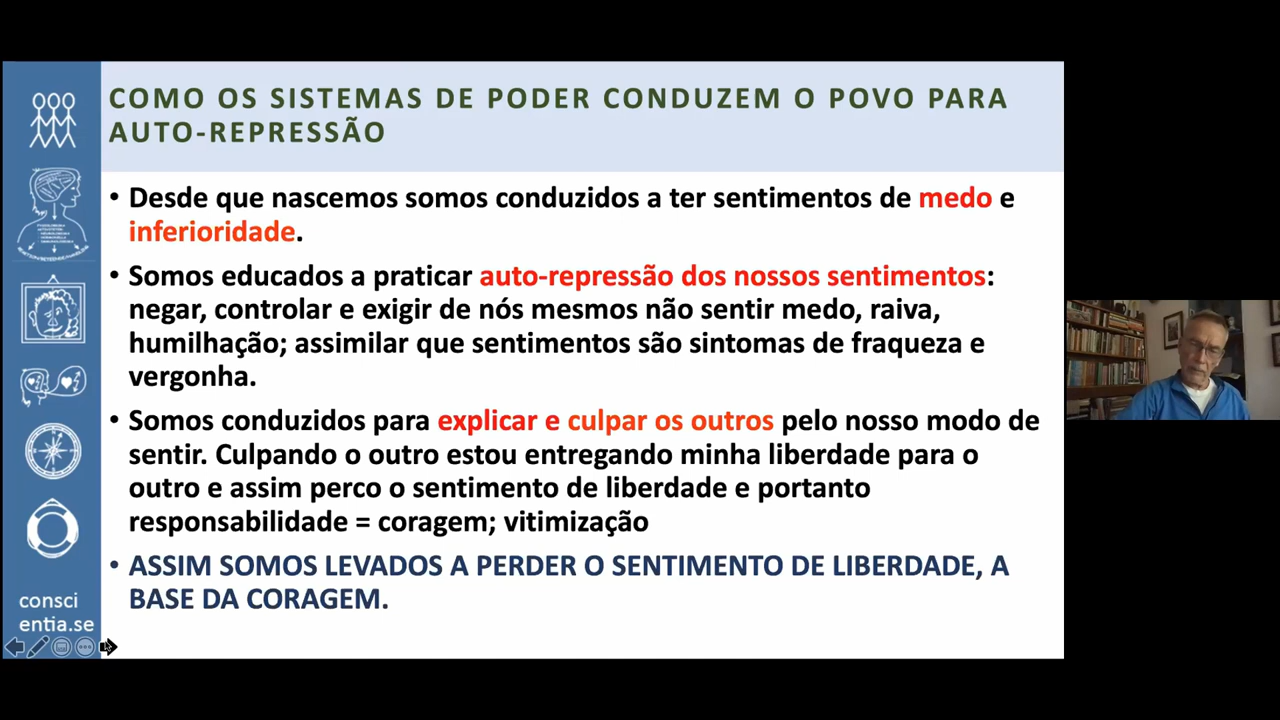 COMO OS SISTEMAS DE PODER CONDUZEM O POVO PARA
AUTO-REPRESSÃO
• Desde que nascemos somos conduzidos a ter sentimentos de medo e
inferioridade.
• Somos educados a praticar auto-repressão dos nossos sentimentos:
negar, controlar e exigir de nós mesmos não sentir medo, raiva,
humilhação; assimilar que sentimentos são sintomas de fraqueza e
vergonha.
• Somos conduzidos para explicar e culpar os outros pelo nosso modo de
sentir. Culpando o outro estou entregando minha liberdade para o
outro e assim perco o sentimento de liberdade e portanto
responsabilidade = coragem; vitimização
• ASSIM SOMOS LEVADOS A PERDER O SENTIMENTO DE LIBERDADE, A
BASE DA CORAGEM.
consci
entia.se